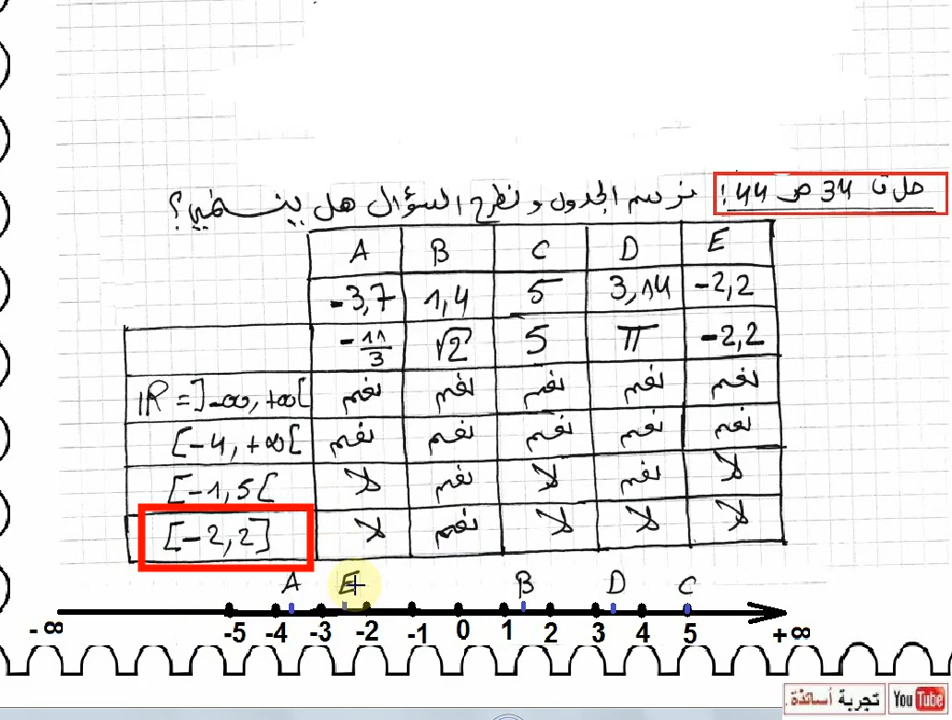 حل ت 34 ص 44: نرسم الجدول و نطرح السؤال هل ينتمي؟
A B C D E
-3,7 1,4 5 3,14 -2,2
-11/3 √2 5 π -2,2
IR = ]-∞,+∞[ نعم نعم نعم نعم نعم
[-4,+∞[ نعم نعم نعم نعم نعم
[-1,5[ لا نعم لا نعم لا
[-2,2] لا نعم لا لا لا
A E B D C
-∞ -5 -4 -3 -2 -1 0 1 2 3 4 5 +∞
تجربة أساتذة. YouTube